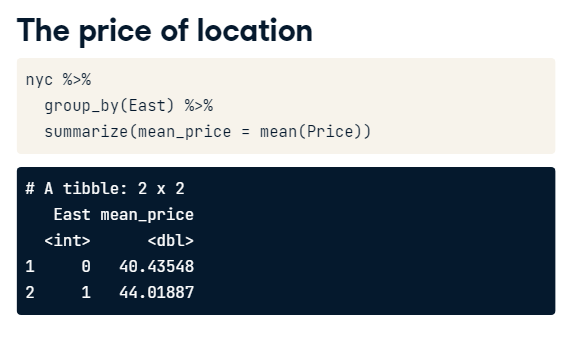 The price of location
nyc %>%
  group_by(East) %>%
  summarize(mean_price = mean(Price))
# A tibble: 2 x 2
   East mean_price
  <int>      <dbl>
1     0   40.43548
2     1   44.01887